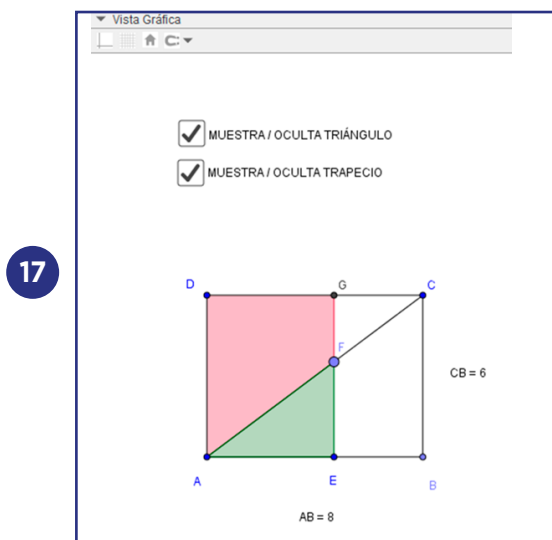 Vista Gráfica
MUESTRA / OCULTA TRIÁNGULO
MUESTRA / OCULTA TRAPECIO
17
D
G
C
F
CB = 6
A
E
B
AB = 8